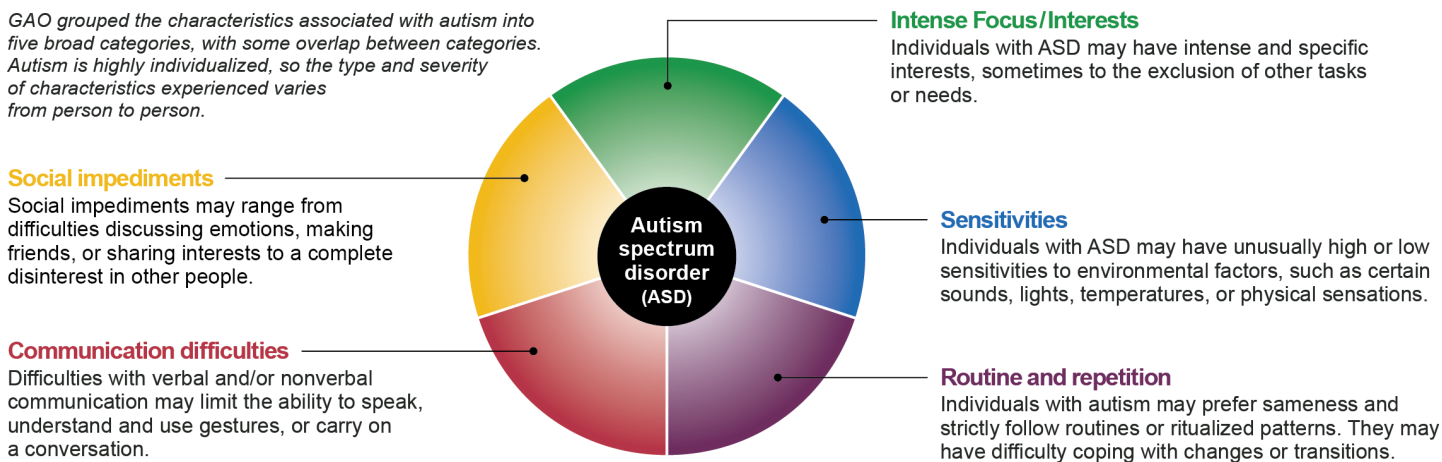 GAO grouped the characteristics associated with autism into
five broad categories, with some overlap between categories.
Autism is highly individualized, so the type and severity
of characteristics experienced varies
from person to person.
Intense Focus/Interests
Individuals with ASD may have intense and specific
interests, sometimes to the exclusion of other tasks
or needs.
Social impediments
Social impediments may range from
difficulties discussing emotions, making
friends, or sharing interests to a complete
disinterest in other people.
Autism
spectrum
disorder
(ASD)
Sensitivities
Individuals with ASD may have unusually high or low
sensitivities to environmental factors, such as certain
sounds, lights, temperatures, or physical sensations.
Communication difficulties
Difficulties with verbal and/or nonverbal
communication may limit the ability to speak,
understand and use gestures, or carry on
a conversation.
Routine and repetition
Individuals with autism may prefer sameness and
strictly follow routines or ritualized patterns. They may
have difficulty coping with changes or transitions.